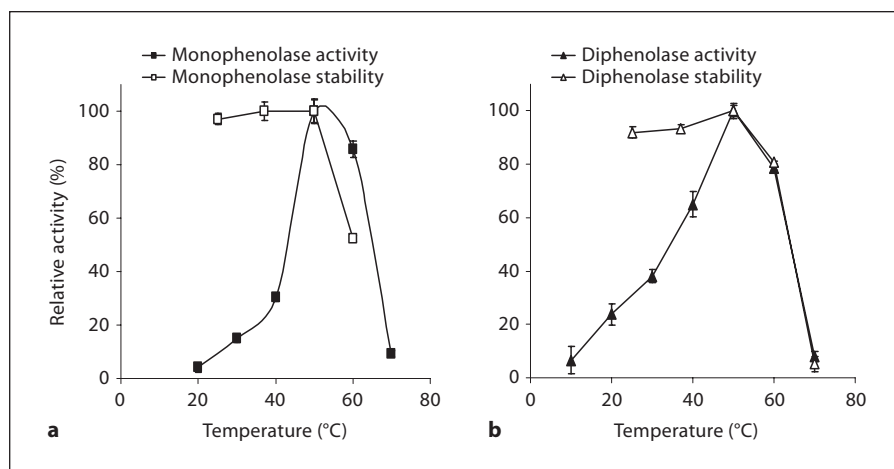 Monophenolase activity
Monophenolase stability
Relative activity (%)
100
80
60
40
20
0
0 20 40 60 80
Temperature (°C)
a
Diphenolase activity
Diphenolase stability
100
80
60
40
20
0
0 20 40 60 80
Temperature (°C)
b